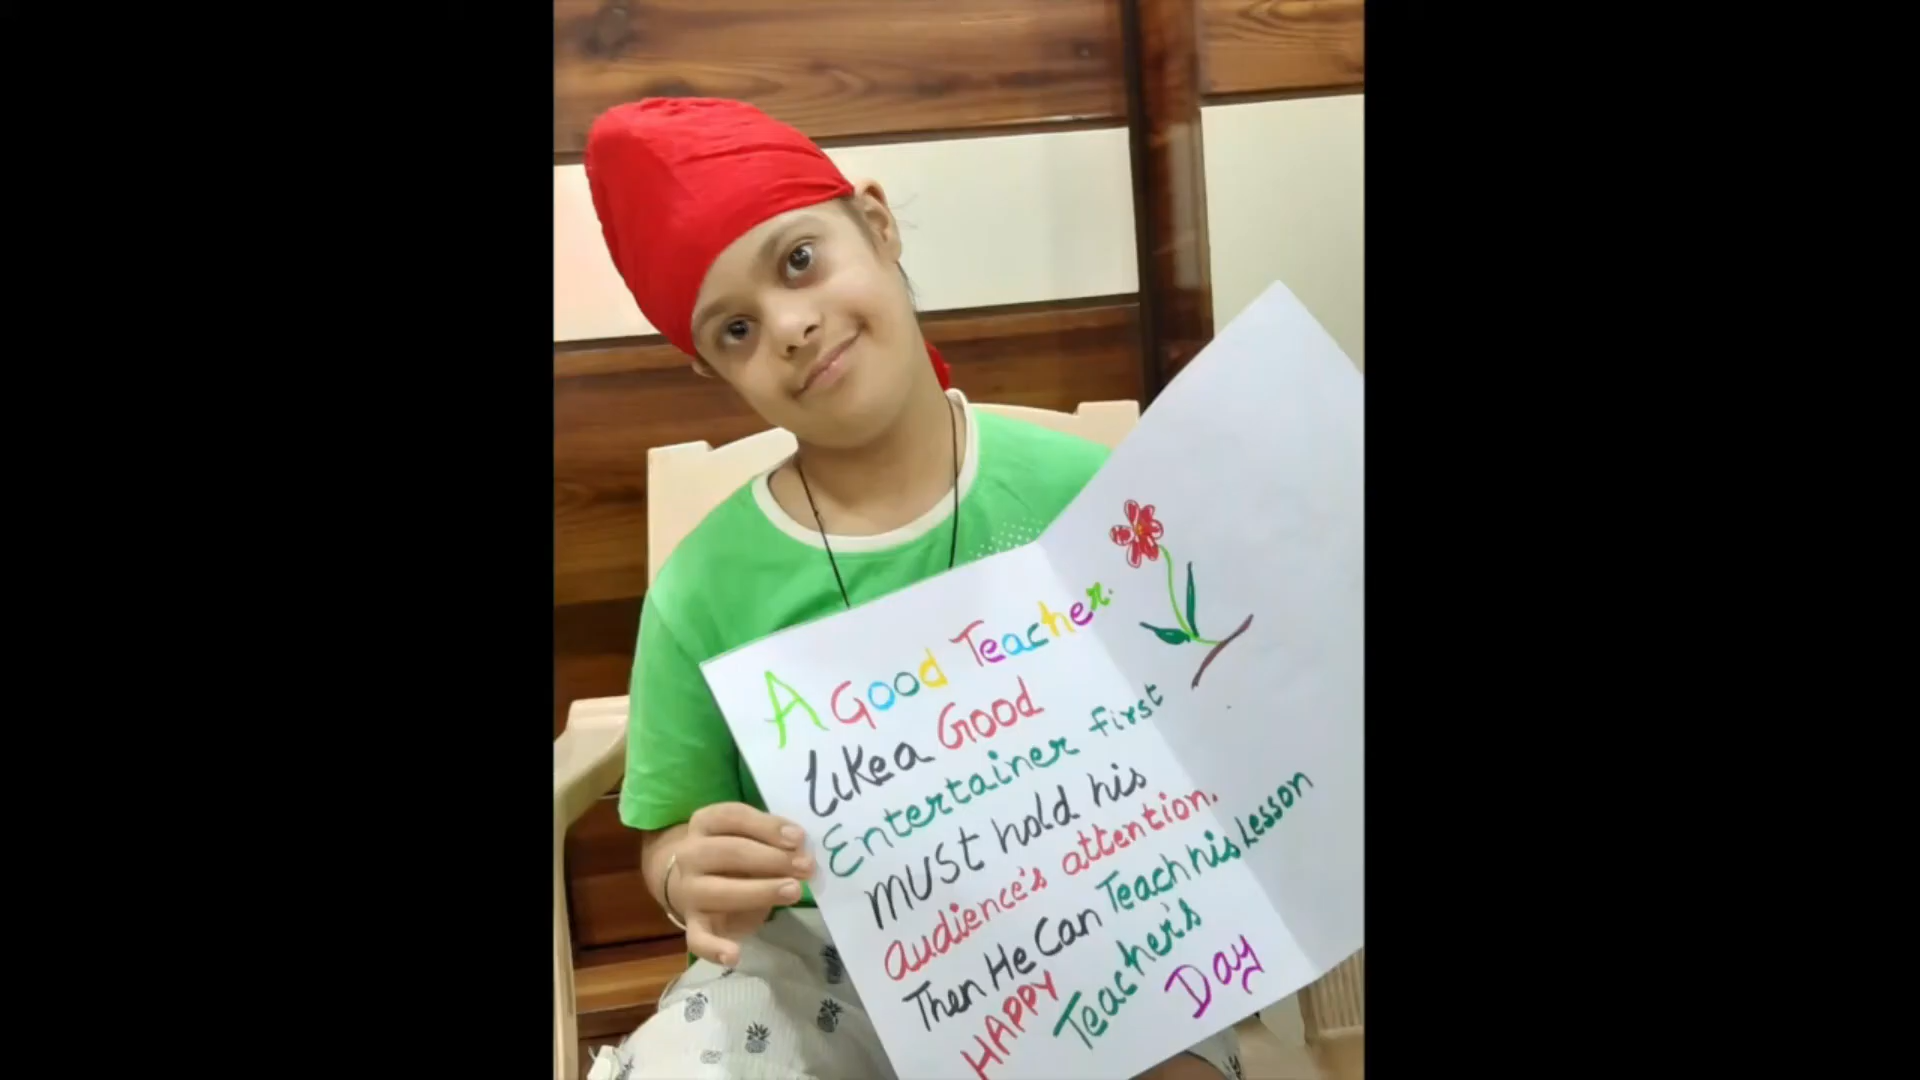 A Good Teacher.
Like a Good
Entertainer first
must hold his
audience's attention.
Then He Can Teach his Lesson
HAPPY
Teacher's
Day